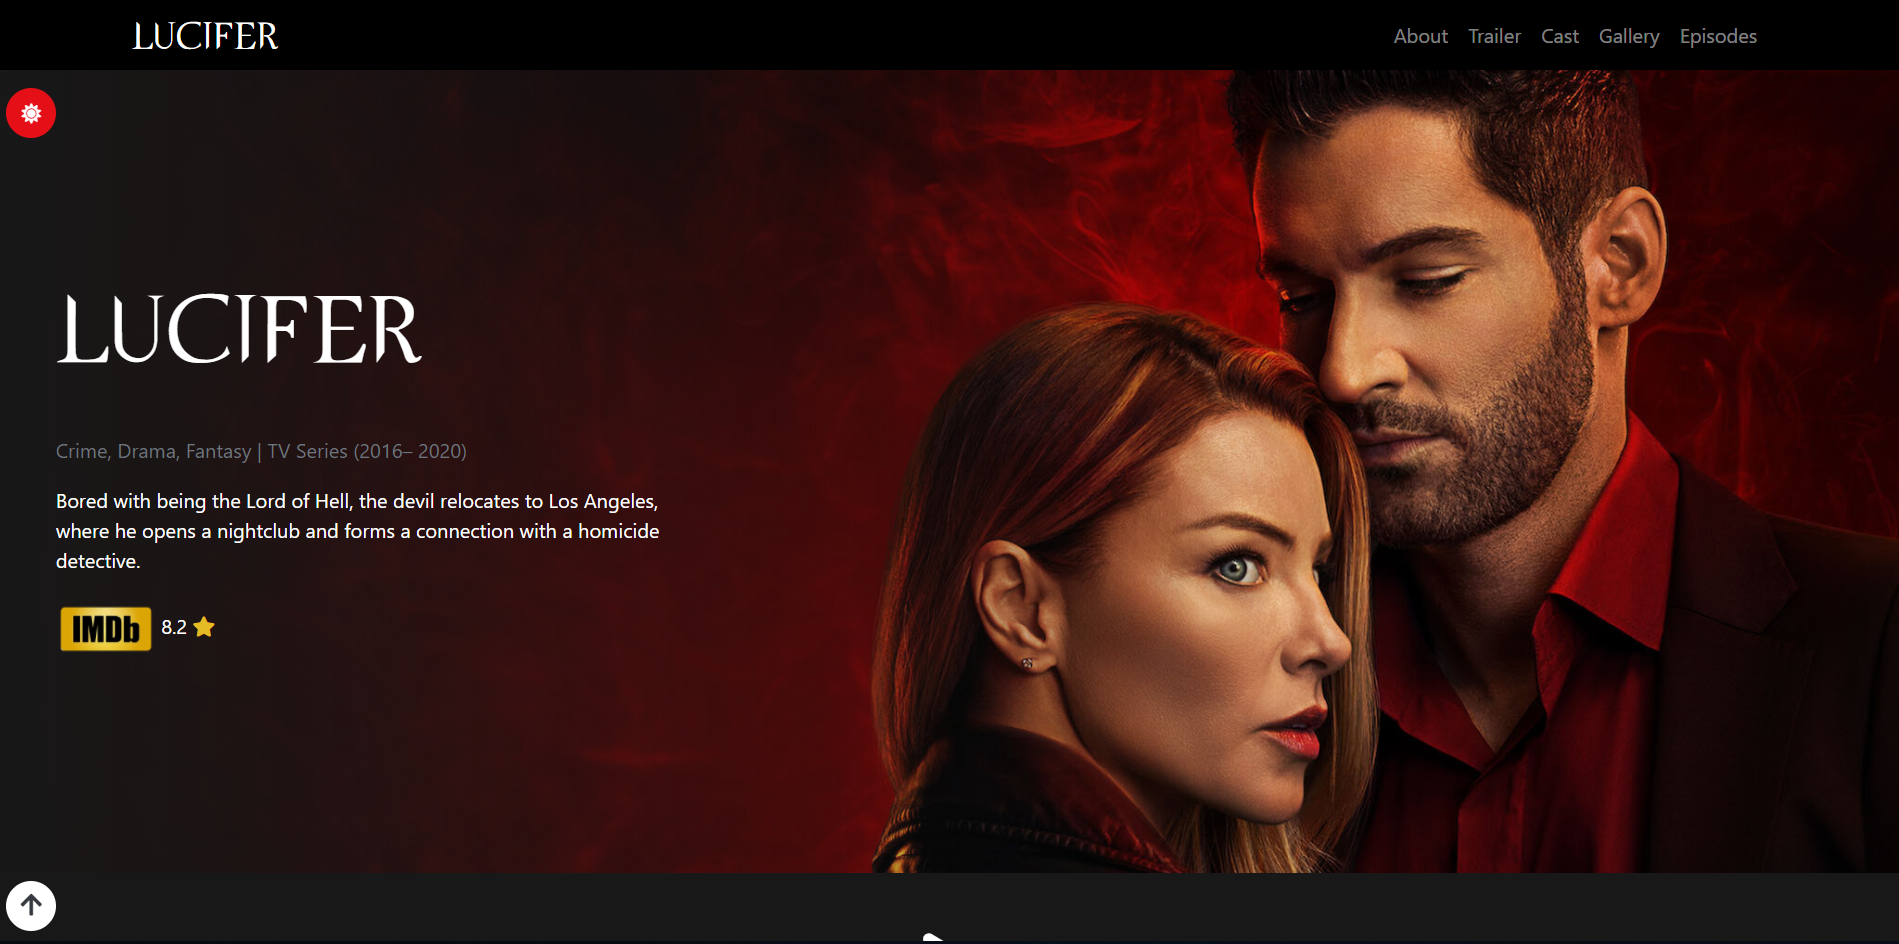 LUCIFER
About Trailer Cast Gallery Episodes
LUCIFER
Crime, Drama, Fantasy | TV Series (2016– 2020)
Bored with being the Lord of Hell, the devil relocates to Los Angeles,
where he opens a nightclub and forms a connection with a homicide
detective.
IMDb 8.2